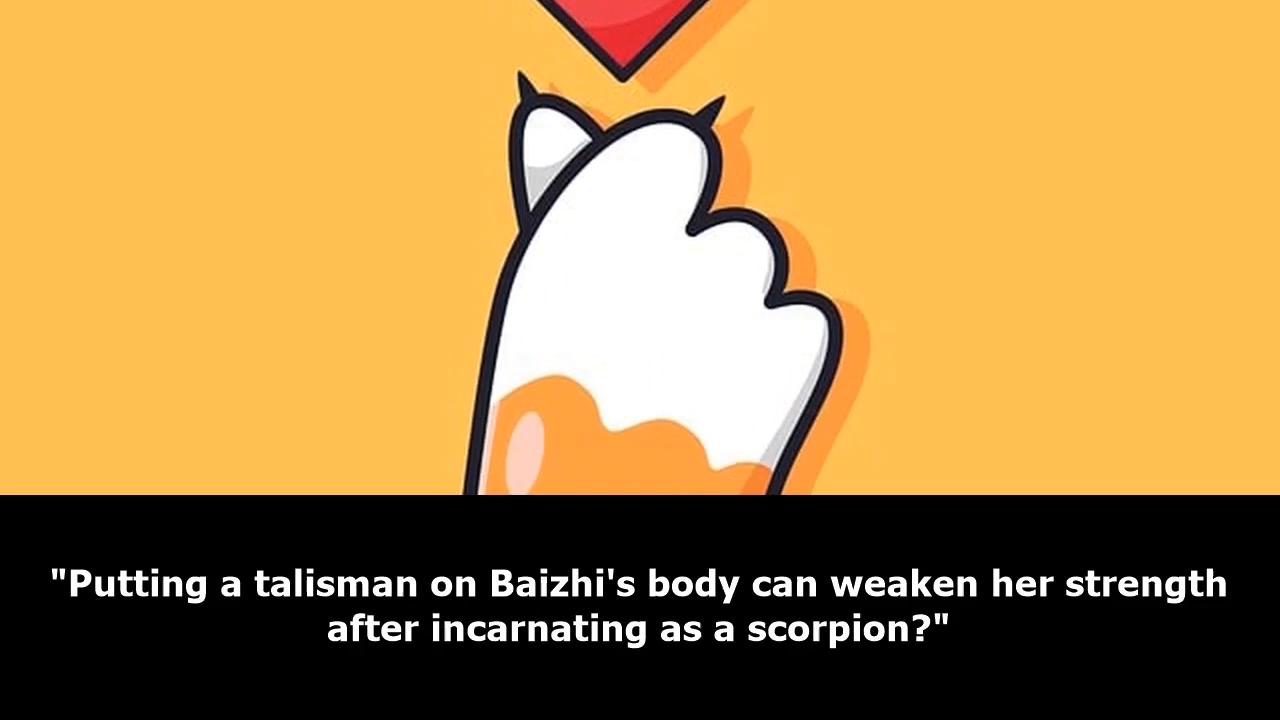 "Putting a talisman on Baizhi's body can weaken her strength
after incarnating as a scorpion?"